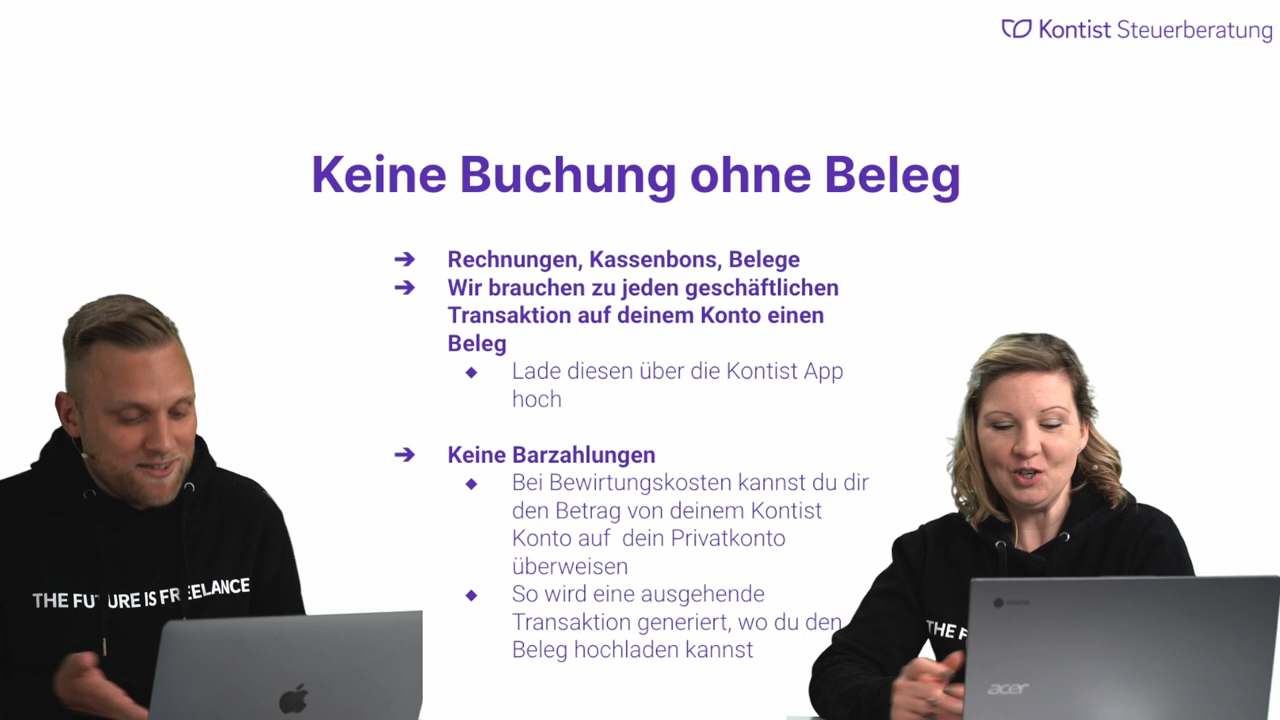 Kontist Steuerberatung
Keine Buchung ohne Beleg
➔ Rechnungen, Kassenbons, Belege
➔ Wir brauchen zu jeden geschäftlichen
Transaktion auf deinem Konto einen
Beleg
◆ Lade diesen über die Kontist App
hoch
➔ Keine Barzahlungen
◆ Bei Bewirtungskosten kannst du dir
den Betrag von deinem Kontist
Konto auf dein Privatkonto
überweisen
◆ So wird eine ausgehende
Transaktion generiert, wo du den
Beleg hochladen kannst
THE FUTURE IS FREELANCE
THE F
acer